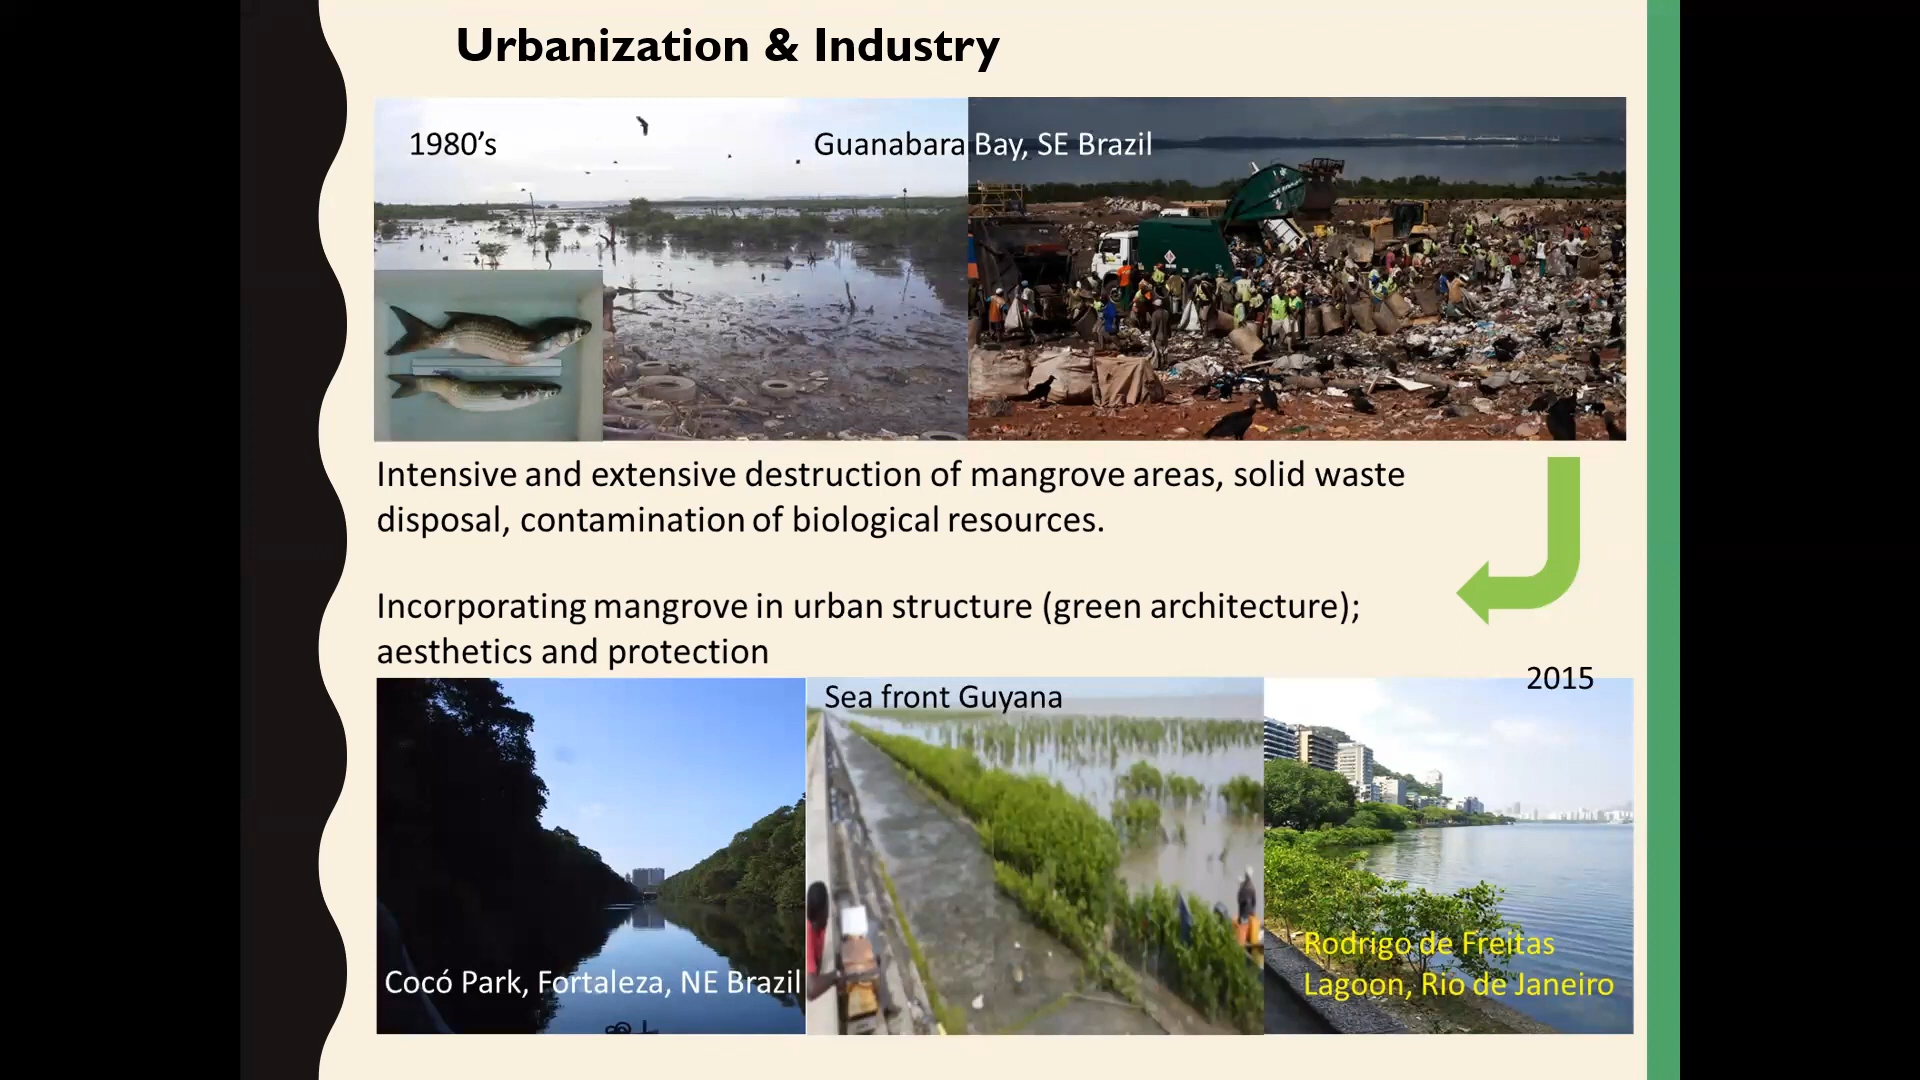 Urbanization & Industry
1980’s
Guanabara Bay, SE Brazil
Intensive and extensive destruction of mangrove areas, solid waste
disposal, contamination of biological resources.
Incorporating mangrove in urban structure (green architecture);
aesthetics and protection
2015
Sea front Guyana
Cocó Park, Fortaleza, NE Brazil
Rodrigo de Freitas
Lagoon, Rio de Janeiro